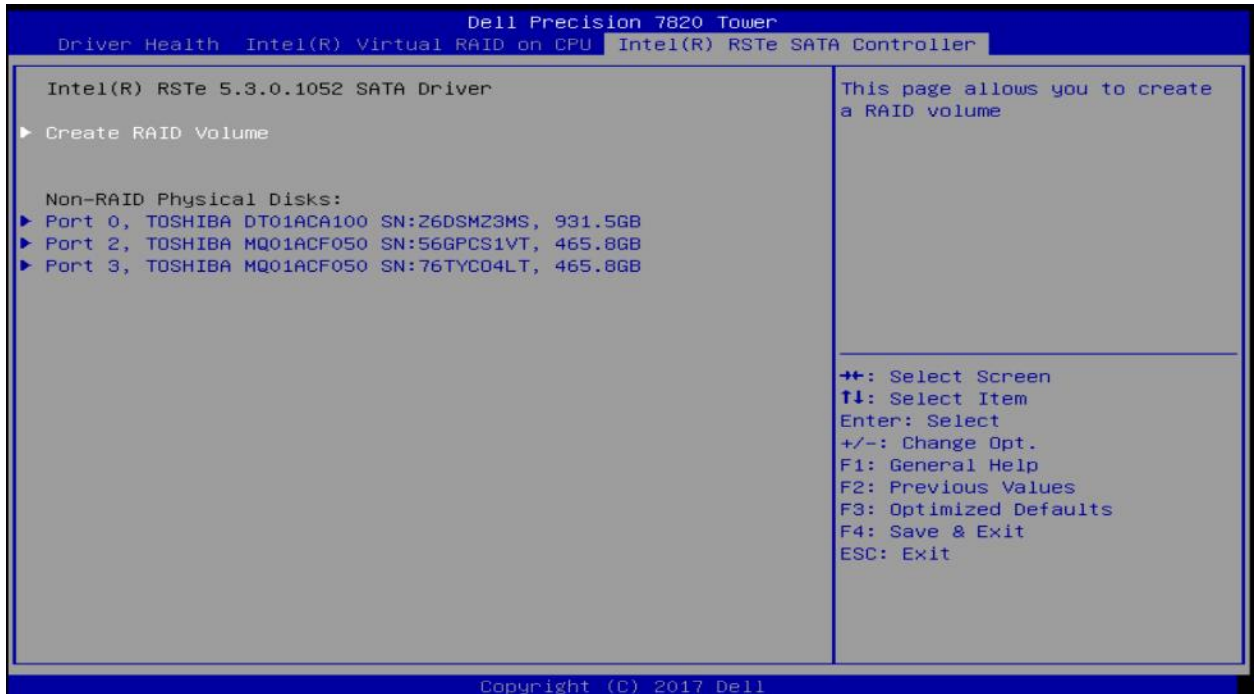 Dell Precision 7820 Tower
Driver Health Intel(R) Virtual RAID on CPU Intel(R) RSTe SATA Controller
Intel(R) RSTe 5.3.0.1052 SATA Driver
Create RAID Volume
Non-RAID Physical Disks:
Port 0, TOSHIBA DT01ACA100 SN:Z6DSMZ3MS, 931.5GB
Port 2, TOSHIBA MQ01ACF050 SN:56GPCS1VT, 465.8GB
Port 3, TOSHIBA MQ01ACF050 SN:76TYC04LT, 465.8GB
This page allows you to create
a RAID volume
→←: Select Screen
↑↓: Select Item
Enter: Select
+/-: Change Opt.
F1: General Help
F2: Previous Values
F3: Optimized Defaults
F4: Save & Exit
ESC: Exit
Copyright (C) 2017 Dell